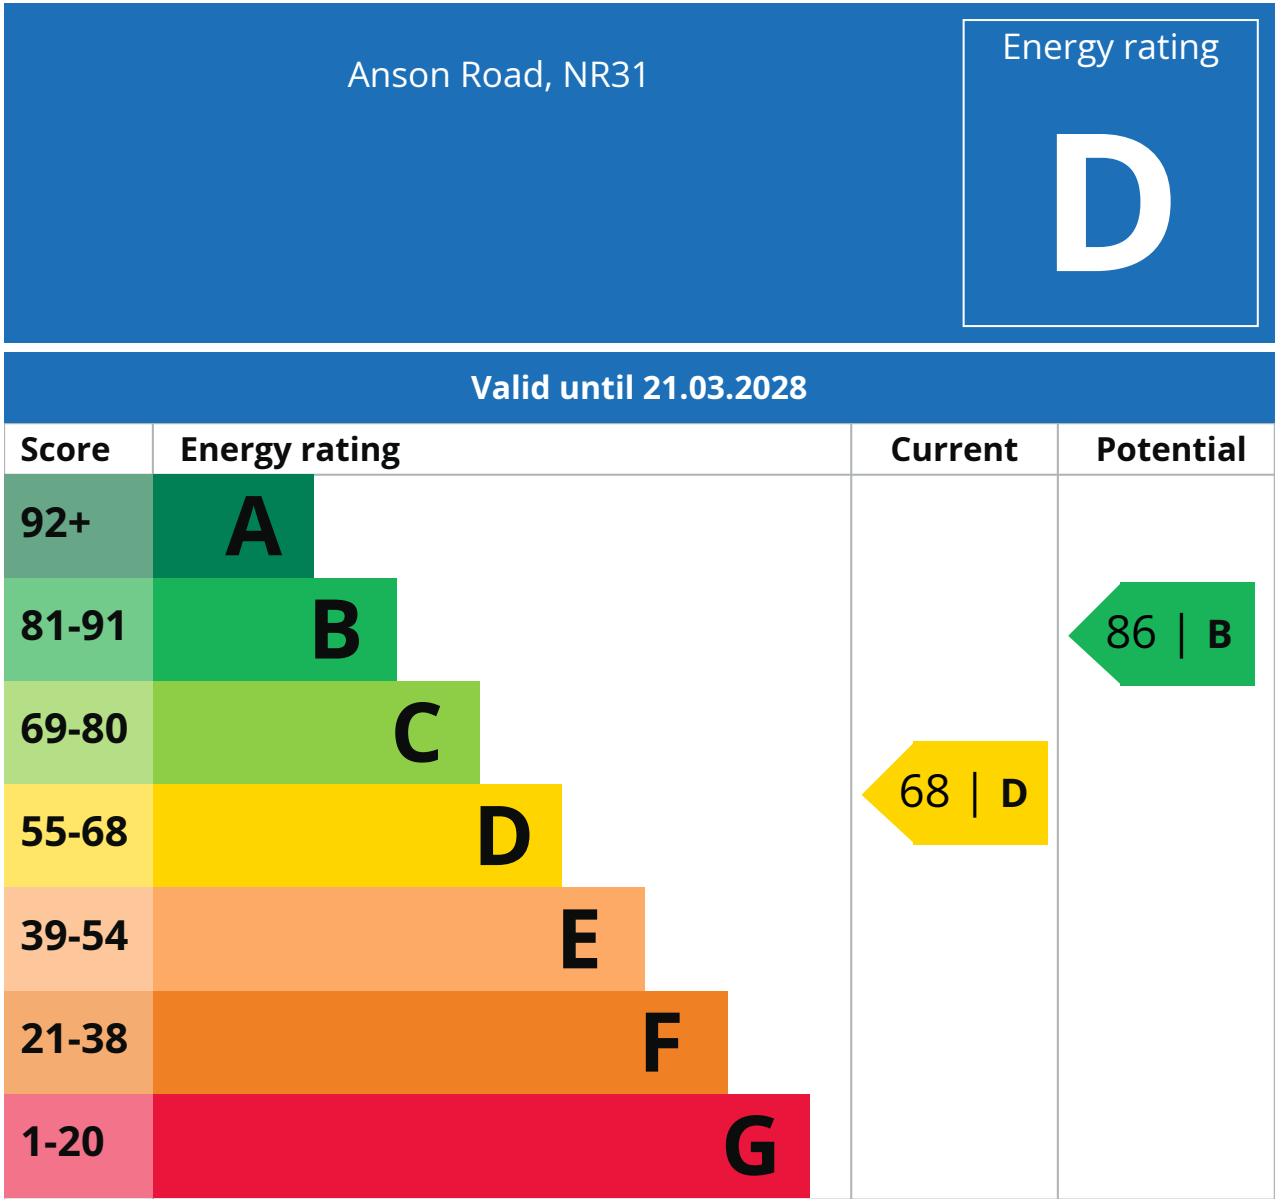 Anson Road, NR31
Energy rating
D
Valid until 21.03.2028
Score Energy rating Current Potential
92+ A
81-91 B 86 | B
69-80 C
68 | D
55-68 D
39-54 E
21-38 F
1-20 G